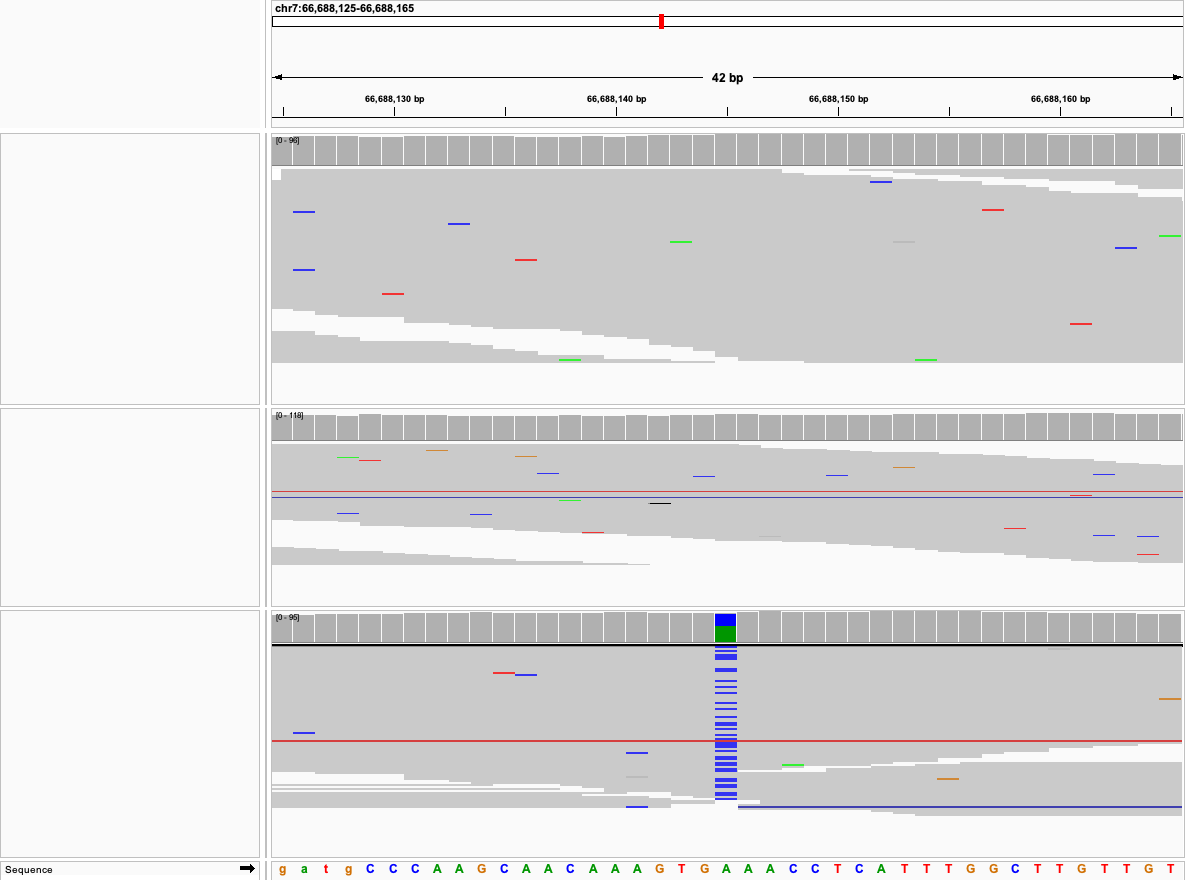 chr7:66,688,125-66,688,165
42 bp
66,688,130 bp 66,688,140 bp 66,688,150 bp 66,688,160 bp
[0 - 96]
[0 - 118]
[0 - 95]
Sequence g a t g C C C A A G C A A C A A A G T G A A A C C T C A T T T G G C T T G T T G T